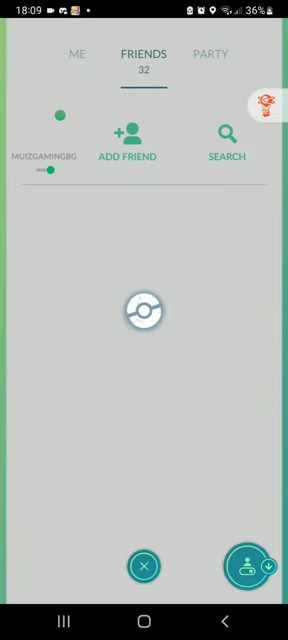 18:09
36%
ME
FRIENDS
PARTY
32
MUIZGAMINGBG
ADD FRIEND
SEARCH